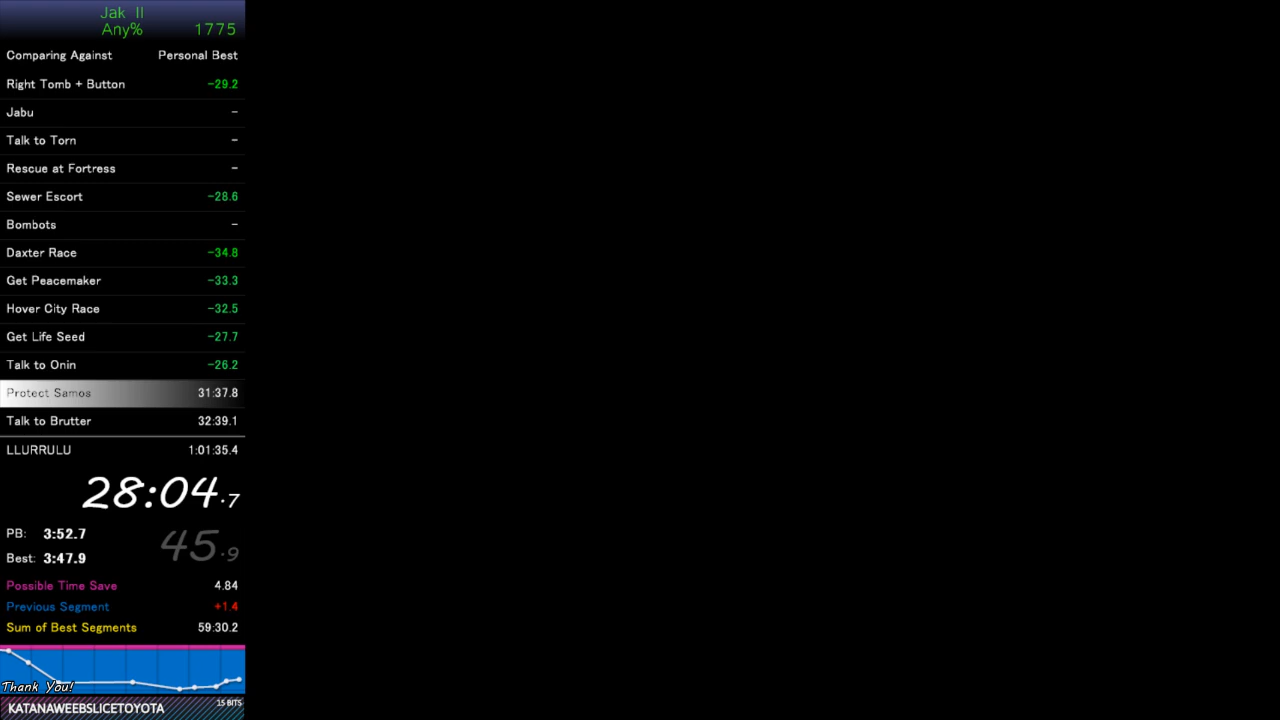 Jak II
Any% 1775
Comparing Against Personal Best
Right Tomb + Button -29.2
Jabu -
Talk to Torn -
Rescue at Fortress -
Sewer Escort -28.6
Bombots -
Daxter Race -34.8
Get Peacemaker -33.3
Hover City Race -32.5
Get Life Seed -27.7
Talk to Onin -26.2
Protect Samos 31:37.8
Talk to Brutter 32:39.1
LLURRULU 1:01:35.4
28:04.7
PB: 3:52.7
45.9
Best: 3:47.9
Possible Time Save 4.84
Previous Segment +1.4
Sum of Best Segments 59:30.2
Thank You!
KATANAWEEBSLICETOYOTA 15 BITS